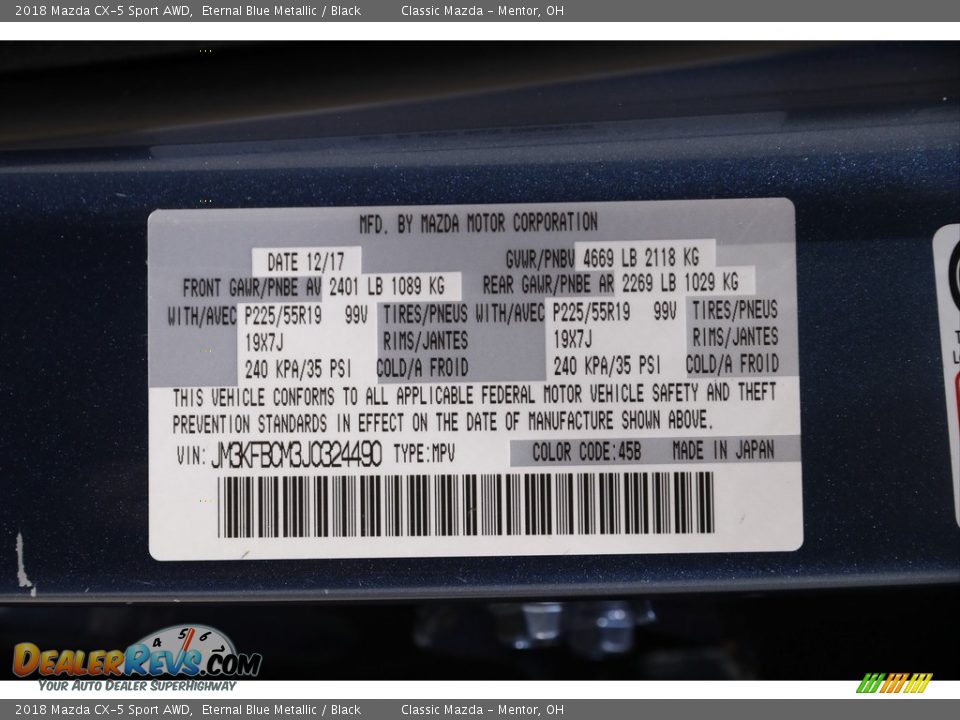 2018 Mazda CX-5 Sport AWD, Eternal Blue Metallic / Black Classic Mazda - Mentor, OH
MFD. BY MAZDA MOTOR CORPORATION
DATE 12/17 GVWR/PNBV 4669 LB 2118 KG
FRONT GAWR/PNBE AV 2401 LB 1089 KG REAR GAWR/PNBE AR 2269 LB 1029 KG
WITH/AVEC P225/55R19 99V TIRES/PNEUS WITH/AVEC P225/55R19 99V TIRES/PNEUS
19X7J RIMS/JANTES 19X7J RIMS/JANTES
240 KPA/35 PSI COLD/A FROID 240 KPA/35 PSI COLD/A FROID
THIS VEHICLE CONFORMS TO ALL APPLICABLE FEDERAL MOTOR VEHICLE SAFETY AND THEFT
PREVENTION STANDARDS IN EFFECT ON THE DATE OF MANUFACTURE SHOWN ABOVE.
VIN: JM3KFBCM3J0324490 TYPE:MPV COLOR CODE:45B MADE IN JAPAN
4 5 6
DEALERREVS.COM
YOUR AUTO DEALER SUPERHIGHWAY
2018 Mazda CX-5 Sport AWD, Eternal Blue Metallic / Black Classic Mazda - Mentor, OH